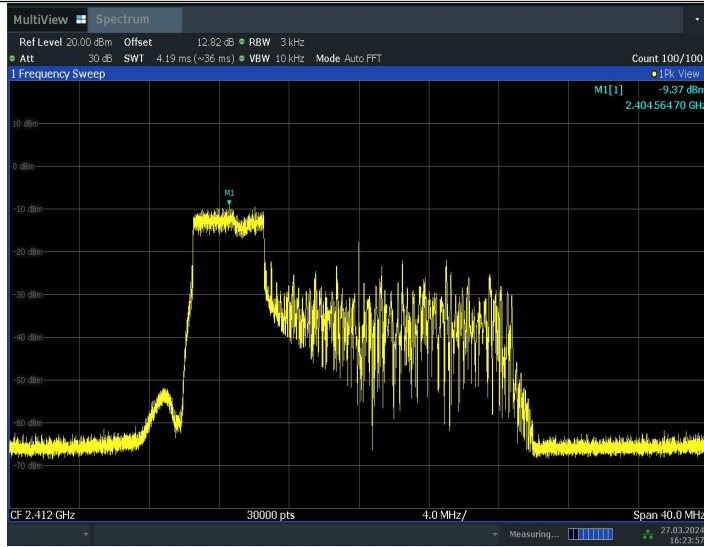 MultiView Spectrum
Ref Level 20.00 dBm Offset 12.82 dB RBW 3 kHz
Att 30 dB SWT 4.19 ms (~36 ms) VBW 10 kHz Mode Auto FFT Count 100/100
1 Frequency Sweep 1Pk View
M1[1] -9.37 dBm
2.404 564 70 GHz
10 dBm
0 dBm
M1
-10 dBm
-20 dBm
-30 dBm
-40 dBm
-50 dBm
-60 dBm
-70 dBm
CF 2.412 GHz 30000 pts 4.0 MHz/ Span 40.0 MHz
Measuring... 27.03.2024
16:23:57